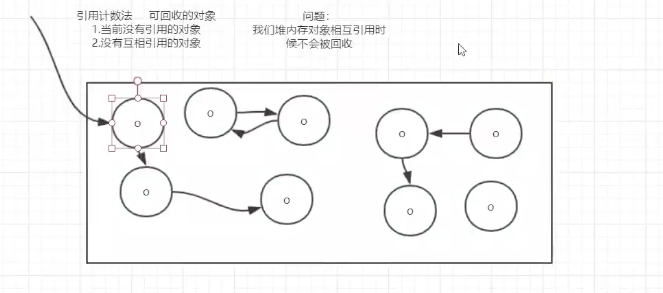 引用计数法 可回收的对象
1.当前没有引用的对象
2.没有互相引用的对象
问题：
我们堆内存对象相互引用时
候不会被回收
o
o
o
o
o
o
o
o
o